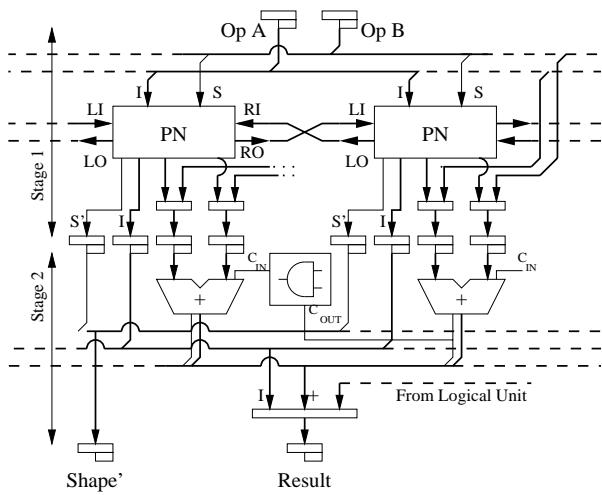 Op A
Op B
I
S
I
S
LI
RI
LI
PN
PN
LO
RO
LO
Stage 1
S'
I
S'
I
Stage 2
C IN
C IN
+
+
C OUT
I
+
From Logical Unit
Shape'
Result